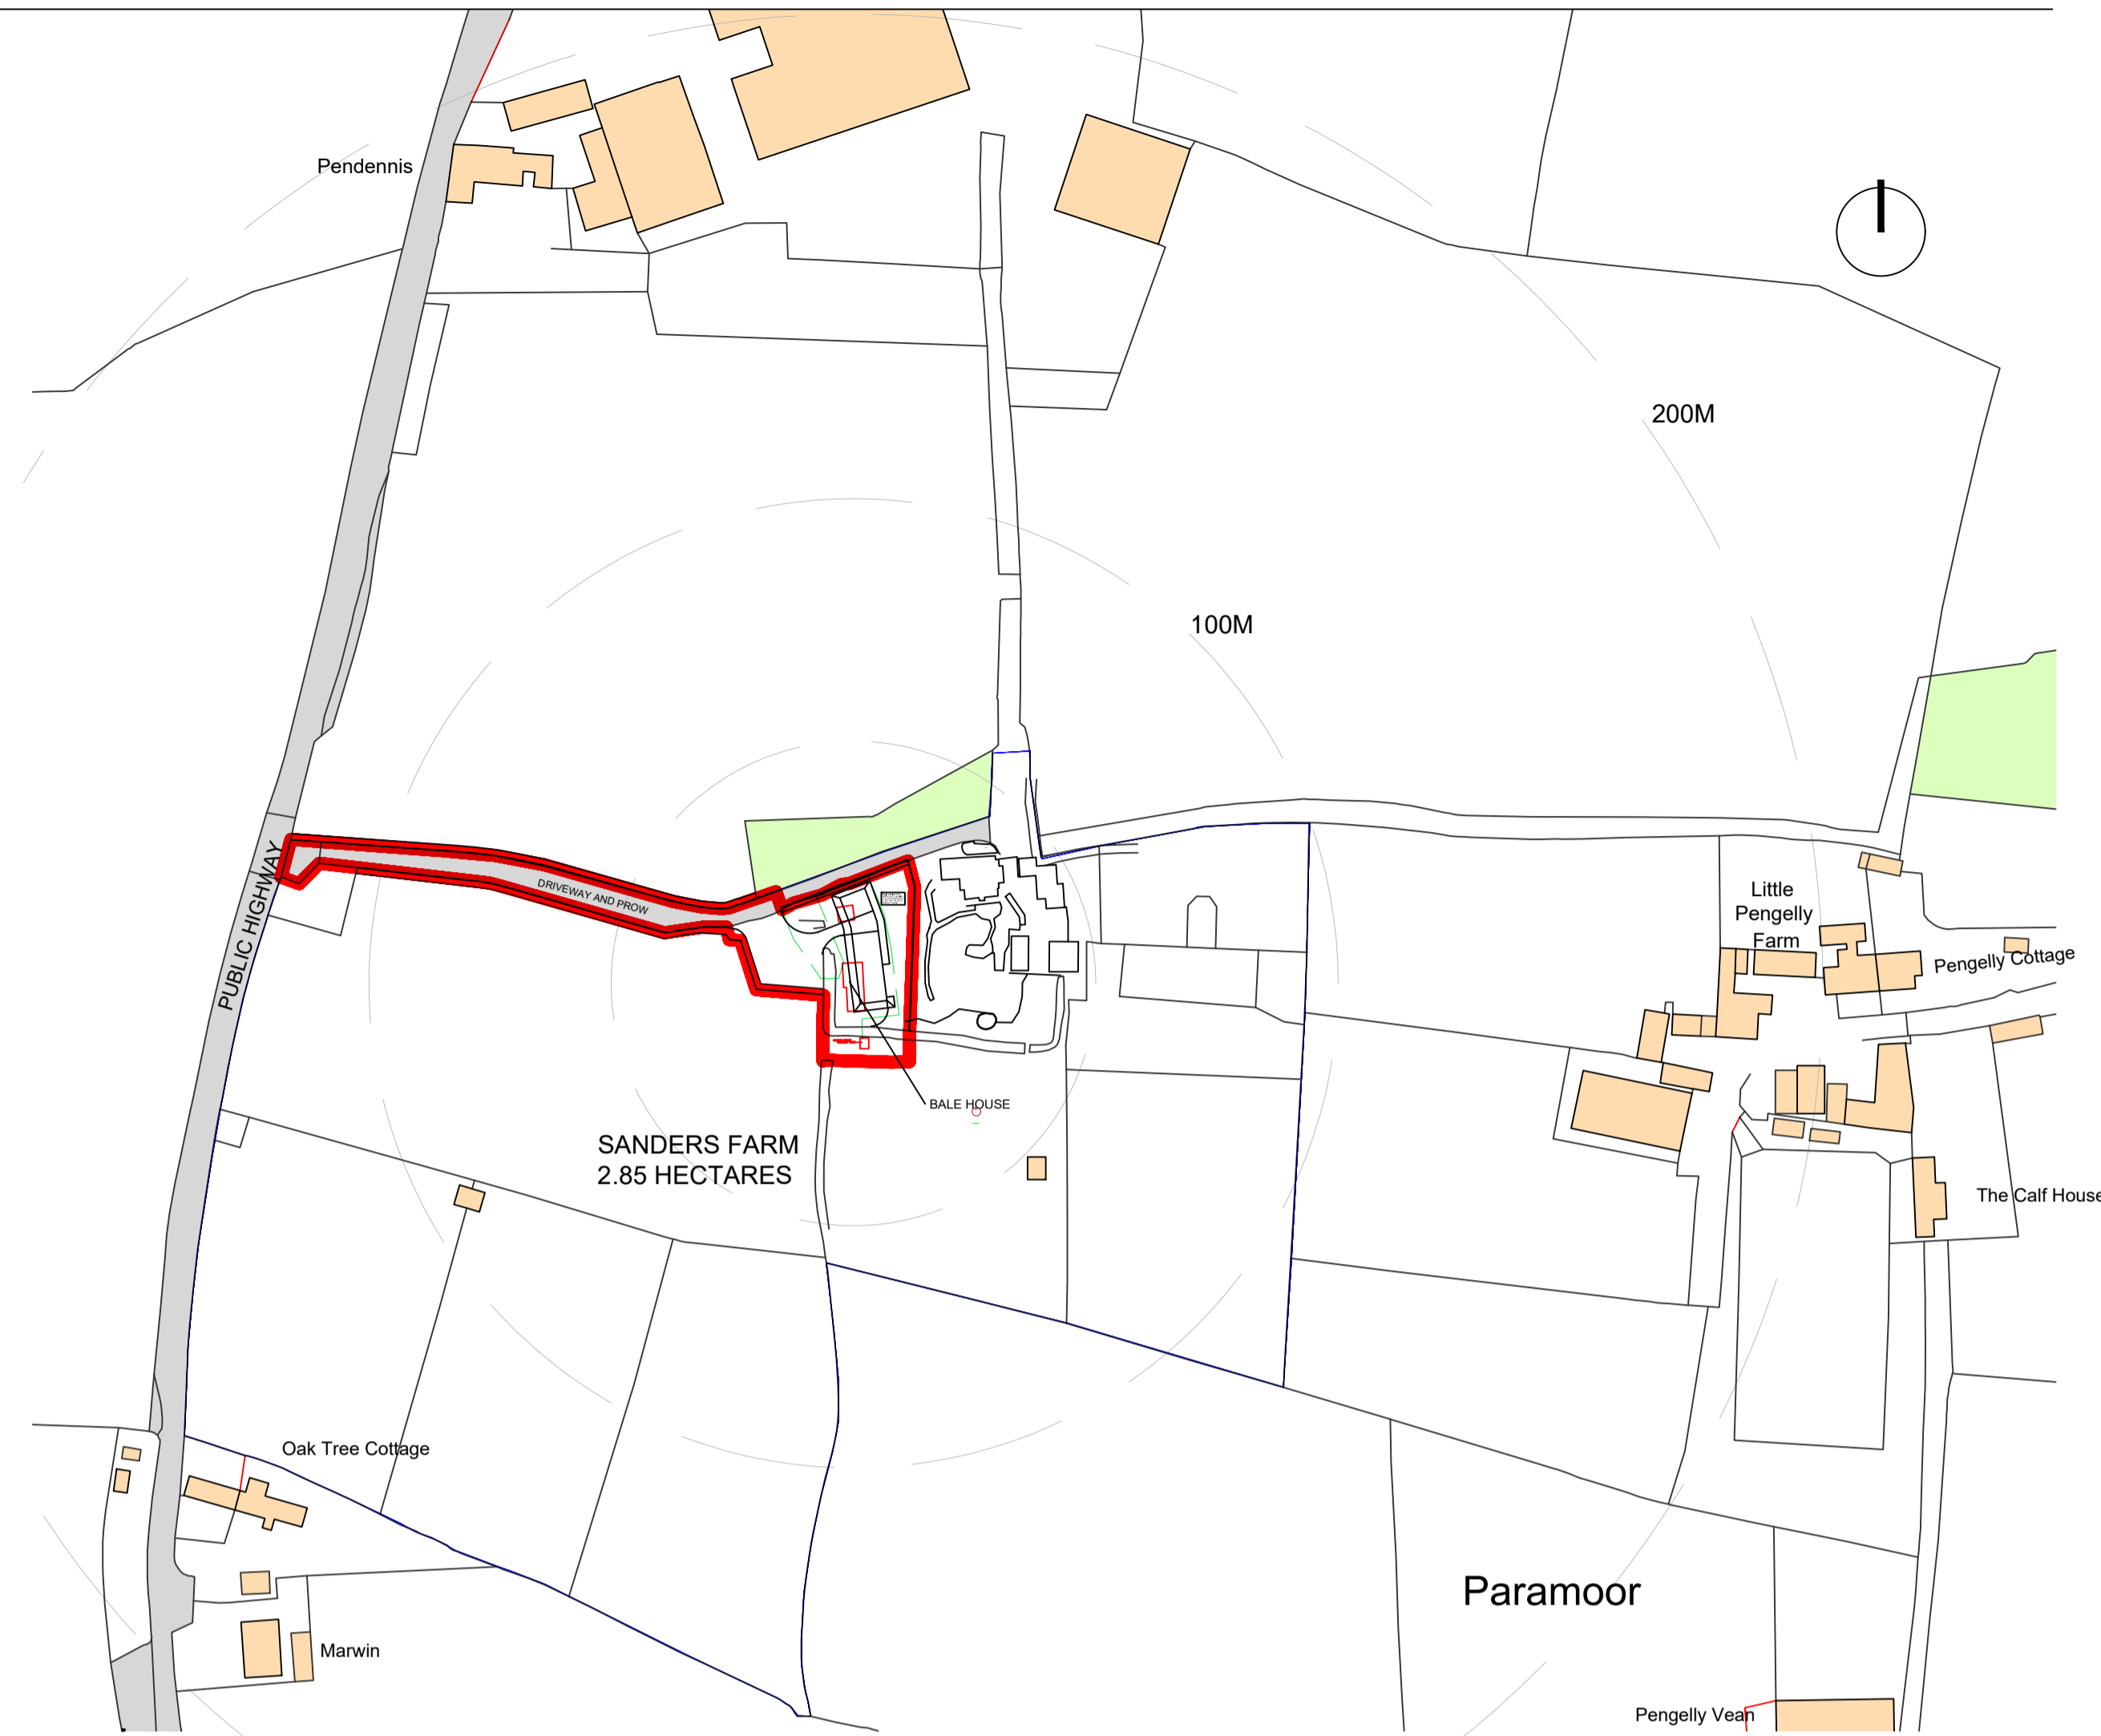 Pendennis
200M
100M
PUBLIC HIGHWAY
DRIVEWAY AND PROW
Little
Pengelly
Farm
Pengelly Cottage
BALE HOUSE
SANDERS FARM
2.85 HECTARES
The Calf House
Oak Tree Cottage
Paramoor
Marwin
Pengelly Vean